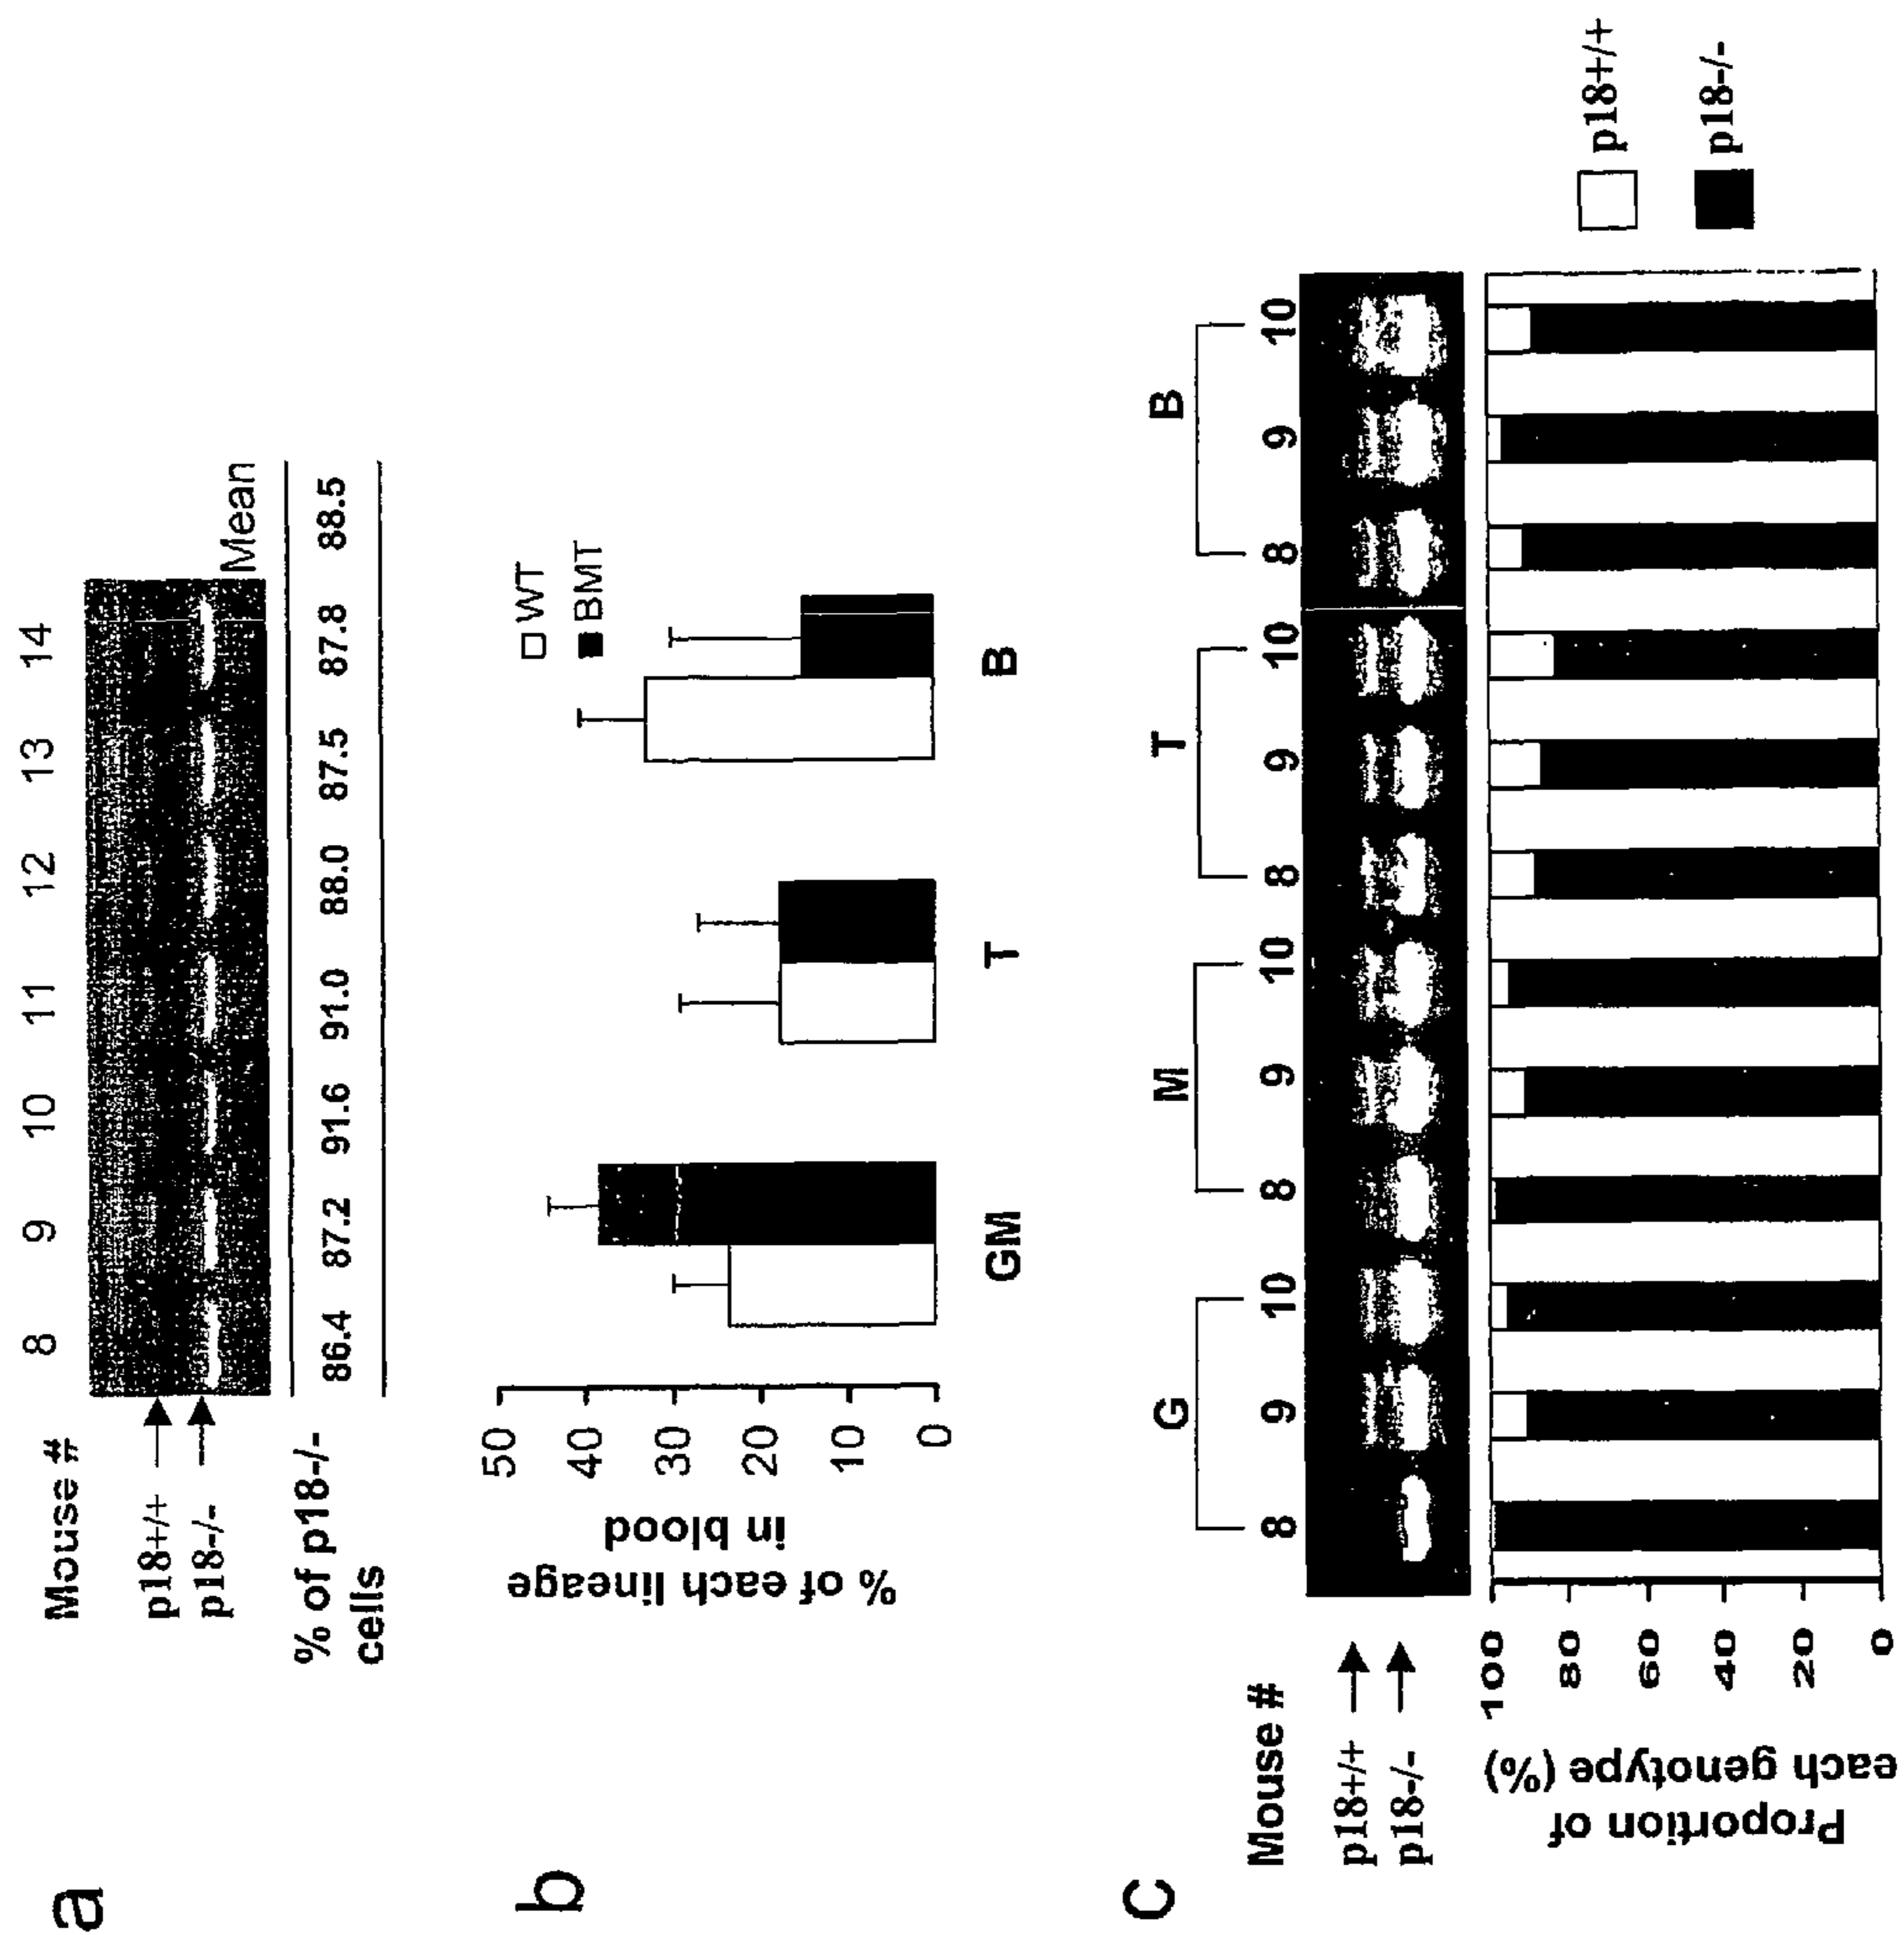 a
Mouse # 8 9 10 11 12 13 14
p18+/+
p18-/-
Mean
% of p18-/-
cells
86.4 87.2 91.6 91.0 88.0 87.5 87.8 88.5
b
% of each lineage
in blood
50
40
30
20
10
0
WT
BMT
GM T B
c
G M T B
Mouse # 8 9 10 8 9 10 8 9 10 8 9 10
p18+/+
p18-/-
Proportion of
each genotype (%)
100
80
60
40
20
0
p18+/+
p18-/-